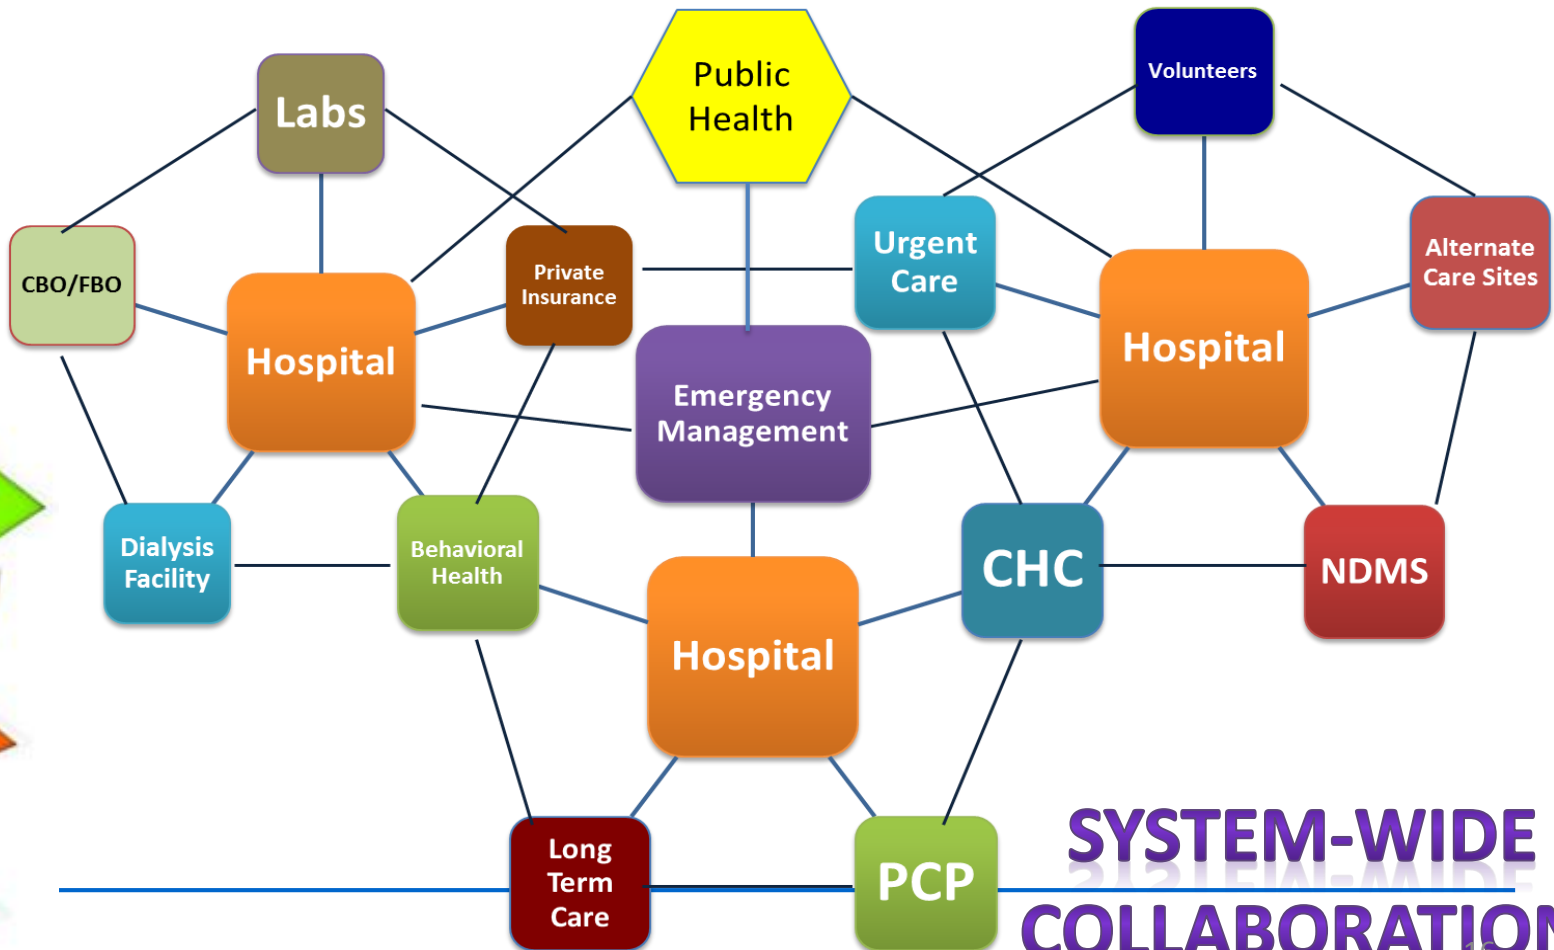 Public
Health
Volunteers
Labs
Urgent
Care
Alternate
Care Sites
CBO/FBO
Private
Insurance
Hospital
Hospital
Emergency
Management
Dialysis
Facility
Behavioral
Health
CHC
NDMS
Hospital
Long
Term
Care
PCP
SYSTEM-WIDE
COLLABORATION